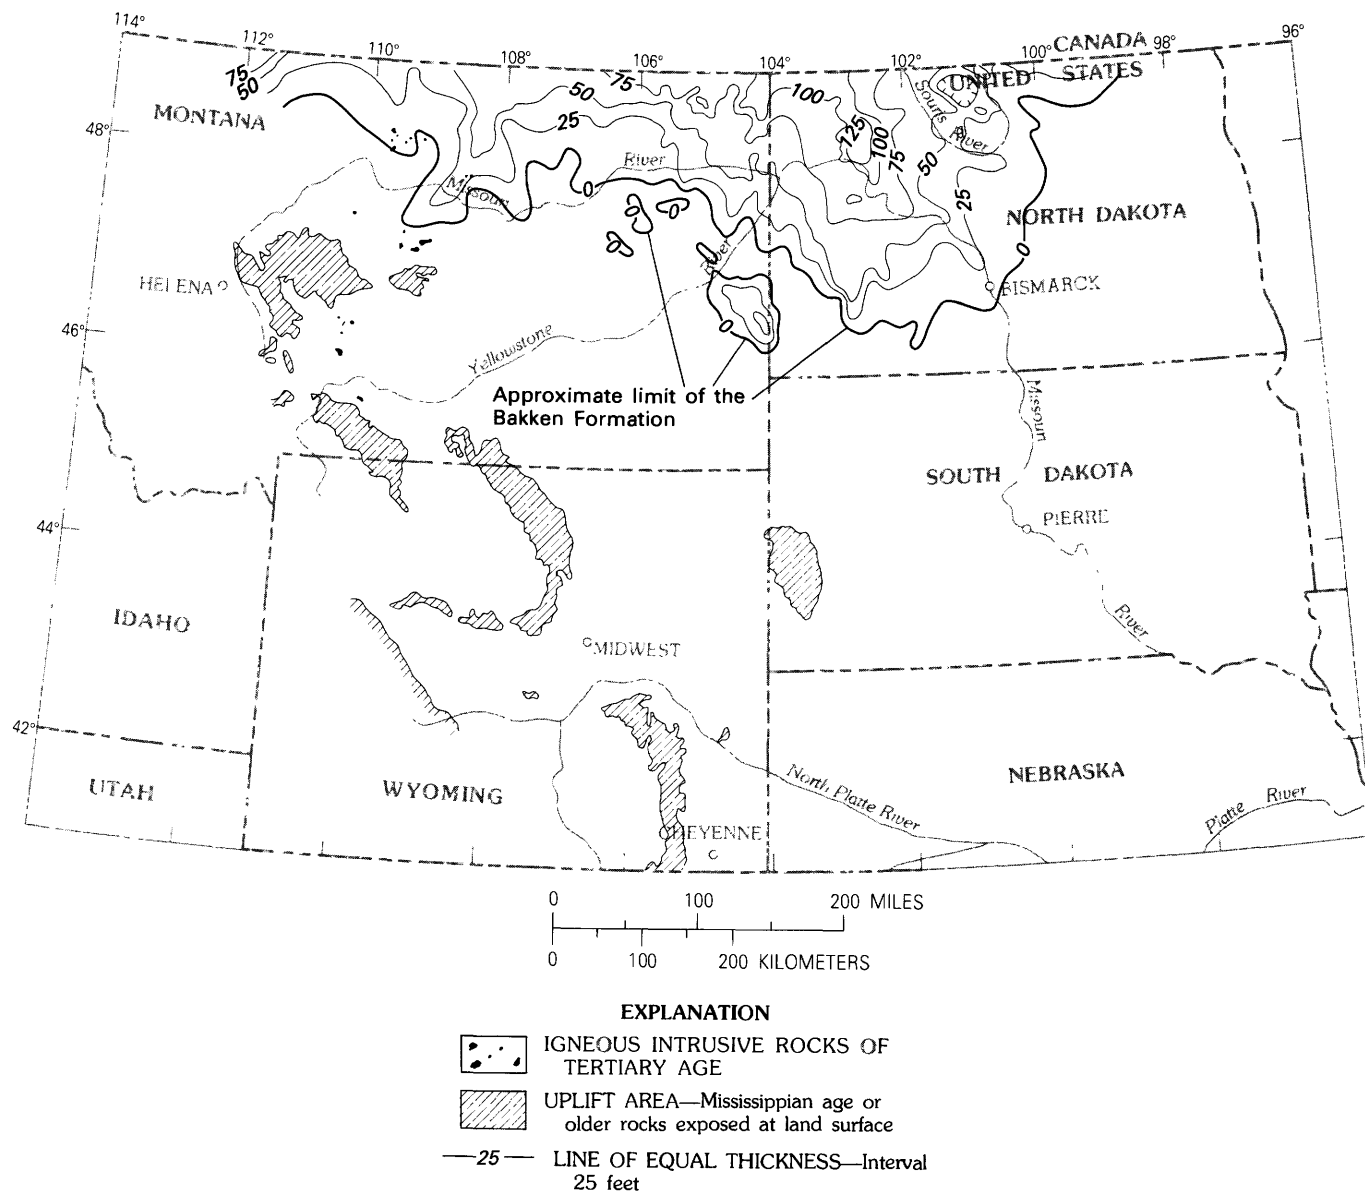 114°
112°
110°
108°
106°
104°
102°
100°
98°
96°
CANADA
UNITED STATES
75
50
75
50
25
100
125
100
75
50
25
Souris River
MONTANA
48°
River
Missouri
0
0
0
0
NORTH DAKOTA
0
River
HELENA
BISMARCK
46°
0
Yellowstone
Approximate limit of the
Bakken Formation
Missouri
SOUTH DAKOTA
PIERRE
44°
IDAHO
River
MIDWEST
42°
UTAH
WYOMING
NEBRASKA
North Platte River
Platte River
CHEYENNE
0 100 200 MILES
0 100 200 KILOMETERS
EXPLANATION
IGNEOUS INTRUSIVE ROCKS OF
TERTIARY AGE
UPLIFT AREA—Mississippian age or
older rocks exposed at land surface
—25— LINE OF EQUAL THICKNESS—Interval
25 feet